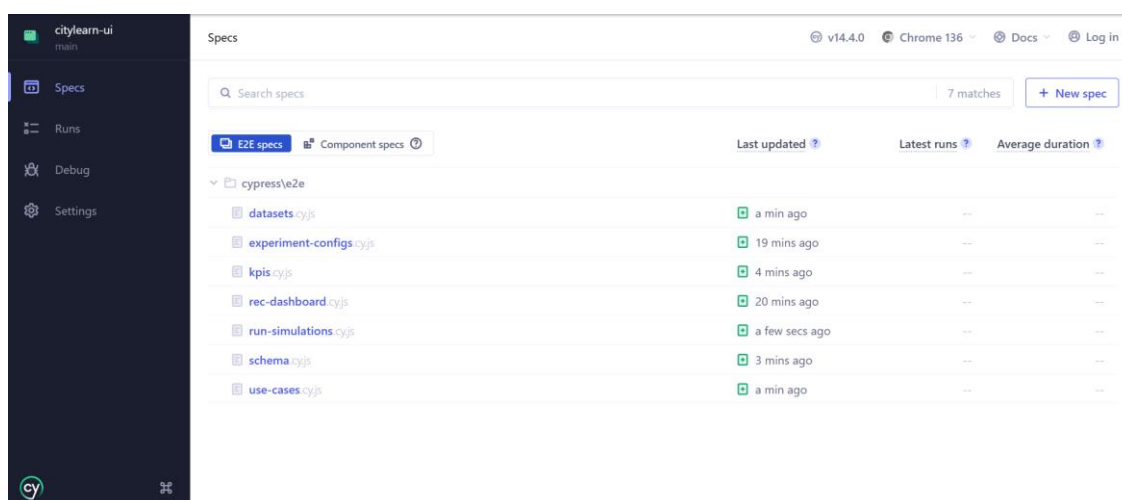 citylearn-ui
main
Specs
v14.4.0 Chrome 136 Docs Log in
Specs
Runs
Debug
Settings
Search specs 7 matches + New spec
E2E specs Component specs ? Last updated ? Latest runs ? Average duration ?
cypress\e2e
datasets.cy.js a min ago -- --
experiment-configs.cy.js 19 mins ago -- --
kpis.cy.js 4 mins ago -- --
rec-dashboard.cy.js 20 mins ago -- --
run-simulations.cy.js a few secs ago -- --
schema.cy.js 3 mins ago -- --
use-cases.cy.js a min ago -- --
cy ⌘